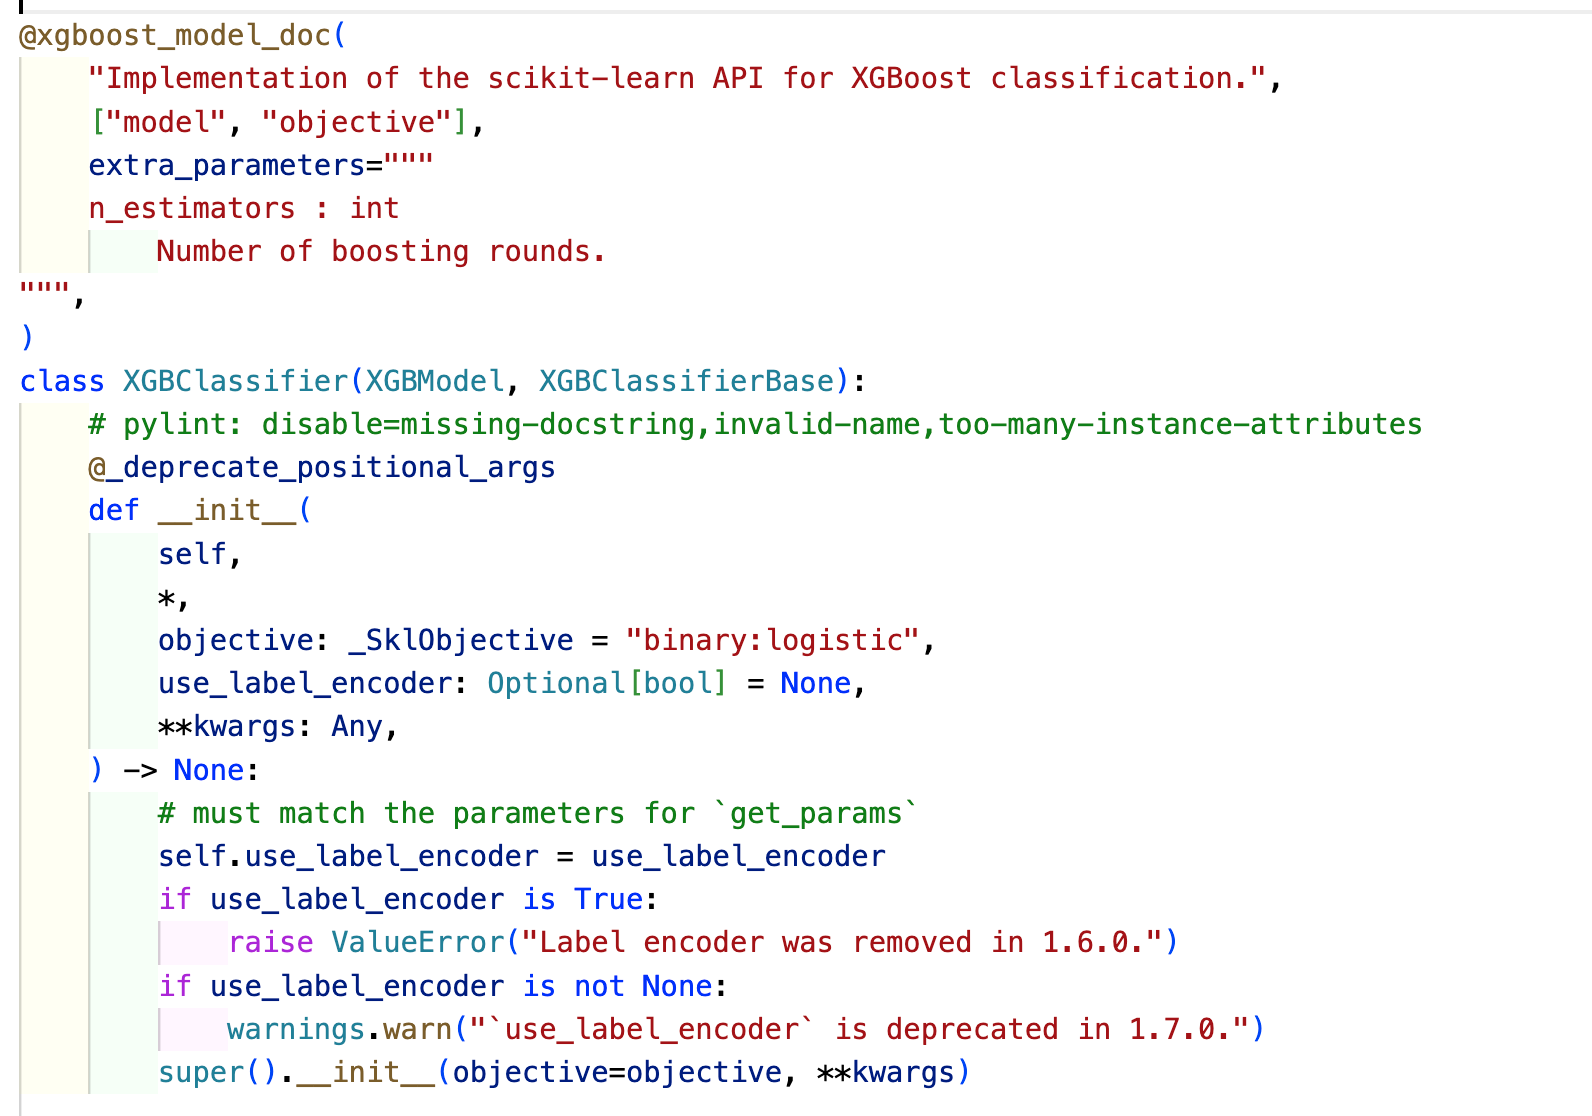 @xgboost_model_doc(
    "Implementation of the scikit-learn API for XGBoost classification.",
    ["model", "objective"],
    extra_parameters="""
    n_estimators : int
        Number of boosting rounds.
""",
)
class XGBClassifier(XGBModel, XGBClassifierBase):
    # pylint: disable=missing-docstring,invalid-name,too-many-instance-attributes
    @_deprecate_positional_args
    def __init__(
        self,
        *,
        objective: _SklObjective = "binary:logistic",
        use_label_encoder: Optional[bool] = None,
        **kwargs: Any,
    ) -> None:
        # must match the parameters for `get_params`
        self.use_label_encoder = use_label_encoder
        if use_label_encoder is True:
            raise ValueError("Label encoder was removed in 1.6.0.")
        if use_label_encoder is not None:
            warnings.warn("`use_label_encoder` is deprecated in 1.7.0.")
        super().__init__(objective=objective, **kwargs)